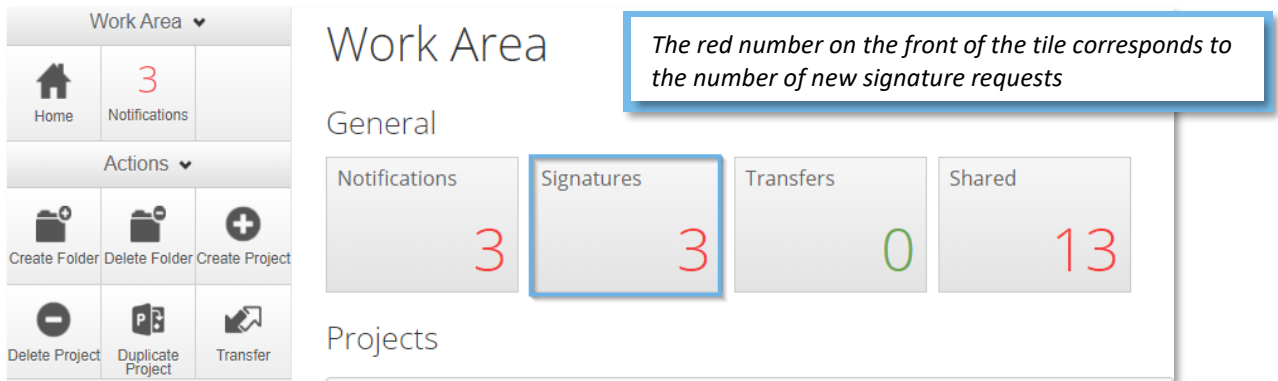 Work Area
3
Home
Notifications
Actions
Create Folder
Delete Folder
Create Project
Delete Project
Duplicate
Project
Transfer
Work Area
The red number on the front of the tile corresponds to
the number of new signature requests
General
Notifications
3
Signatures
3
Transfers
0
Shared
13
Projects